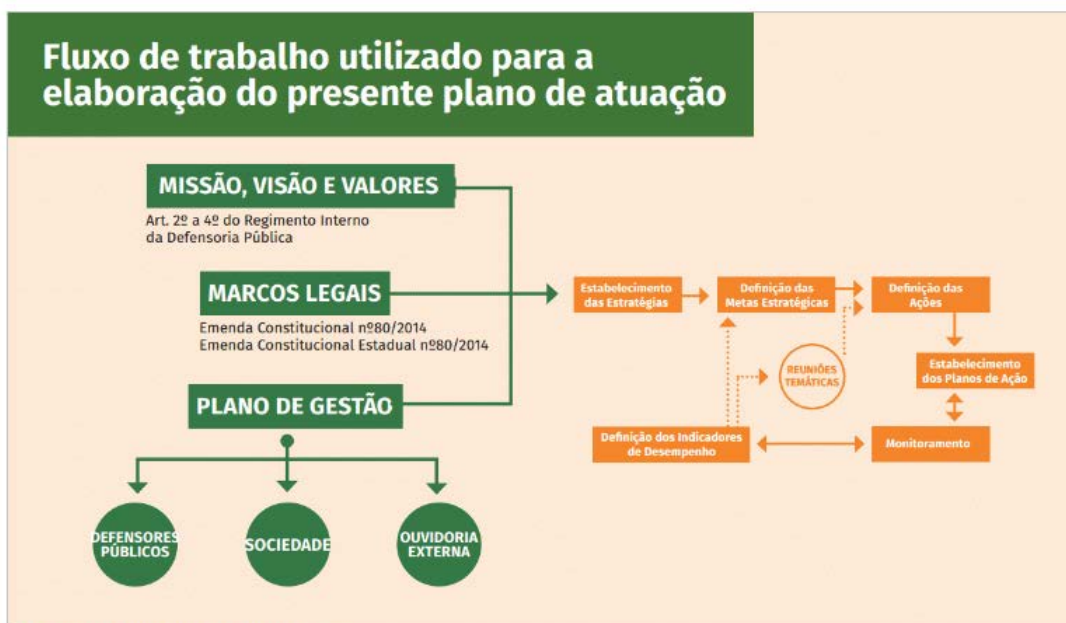 Fluxo de trabalho utilizado para a
elaboração do presente plano de atuação
MISSÃO, VISÃO E VALORES
Art. 2º a 4º do Regimento Interno
da Defensoria Pública
MARCOS LEGAIS
Emenda Constitucional nº80/2014
Emenda Constitucional Estadual nº80/2014
PLANO DE GESTÃO
DEFENSORES
PÚBLICOS
SOCIEDADE
OUVIDORIA
EXTERNA
Estabelecimento
das Estratégias
Definição das
Metas Estratégicas
Definição das
Ações
REUNIÕES
TEMÁTICAS
Estabelecimento
dos Planos de Ação
Definição dos Indicadores
de Desempenho
Monitoramento